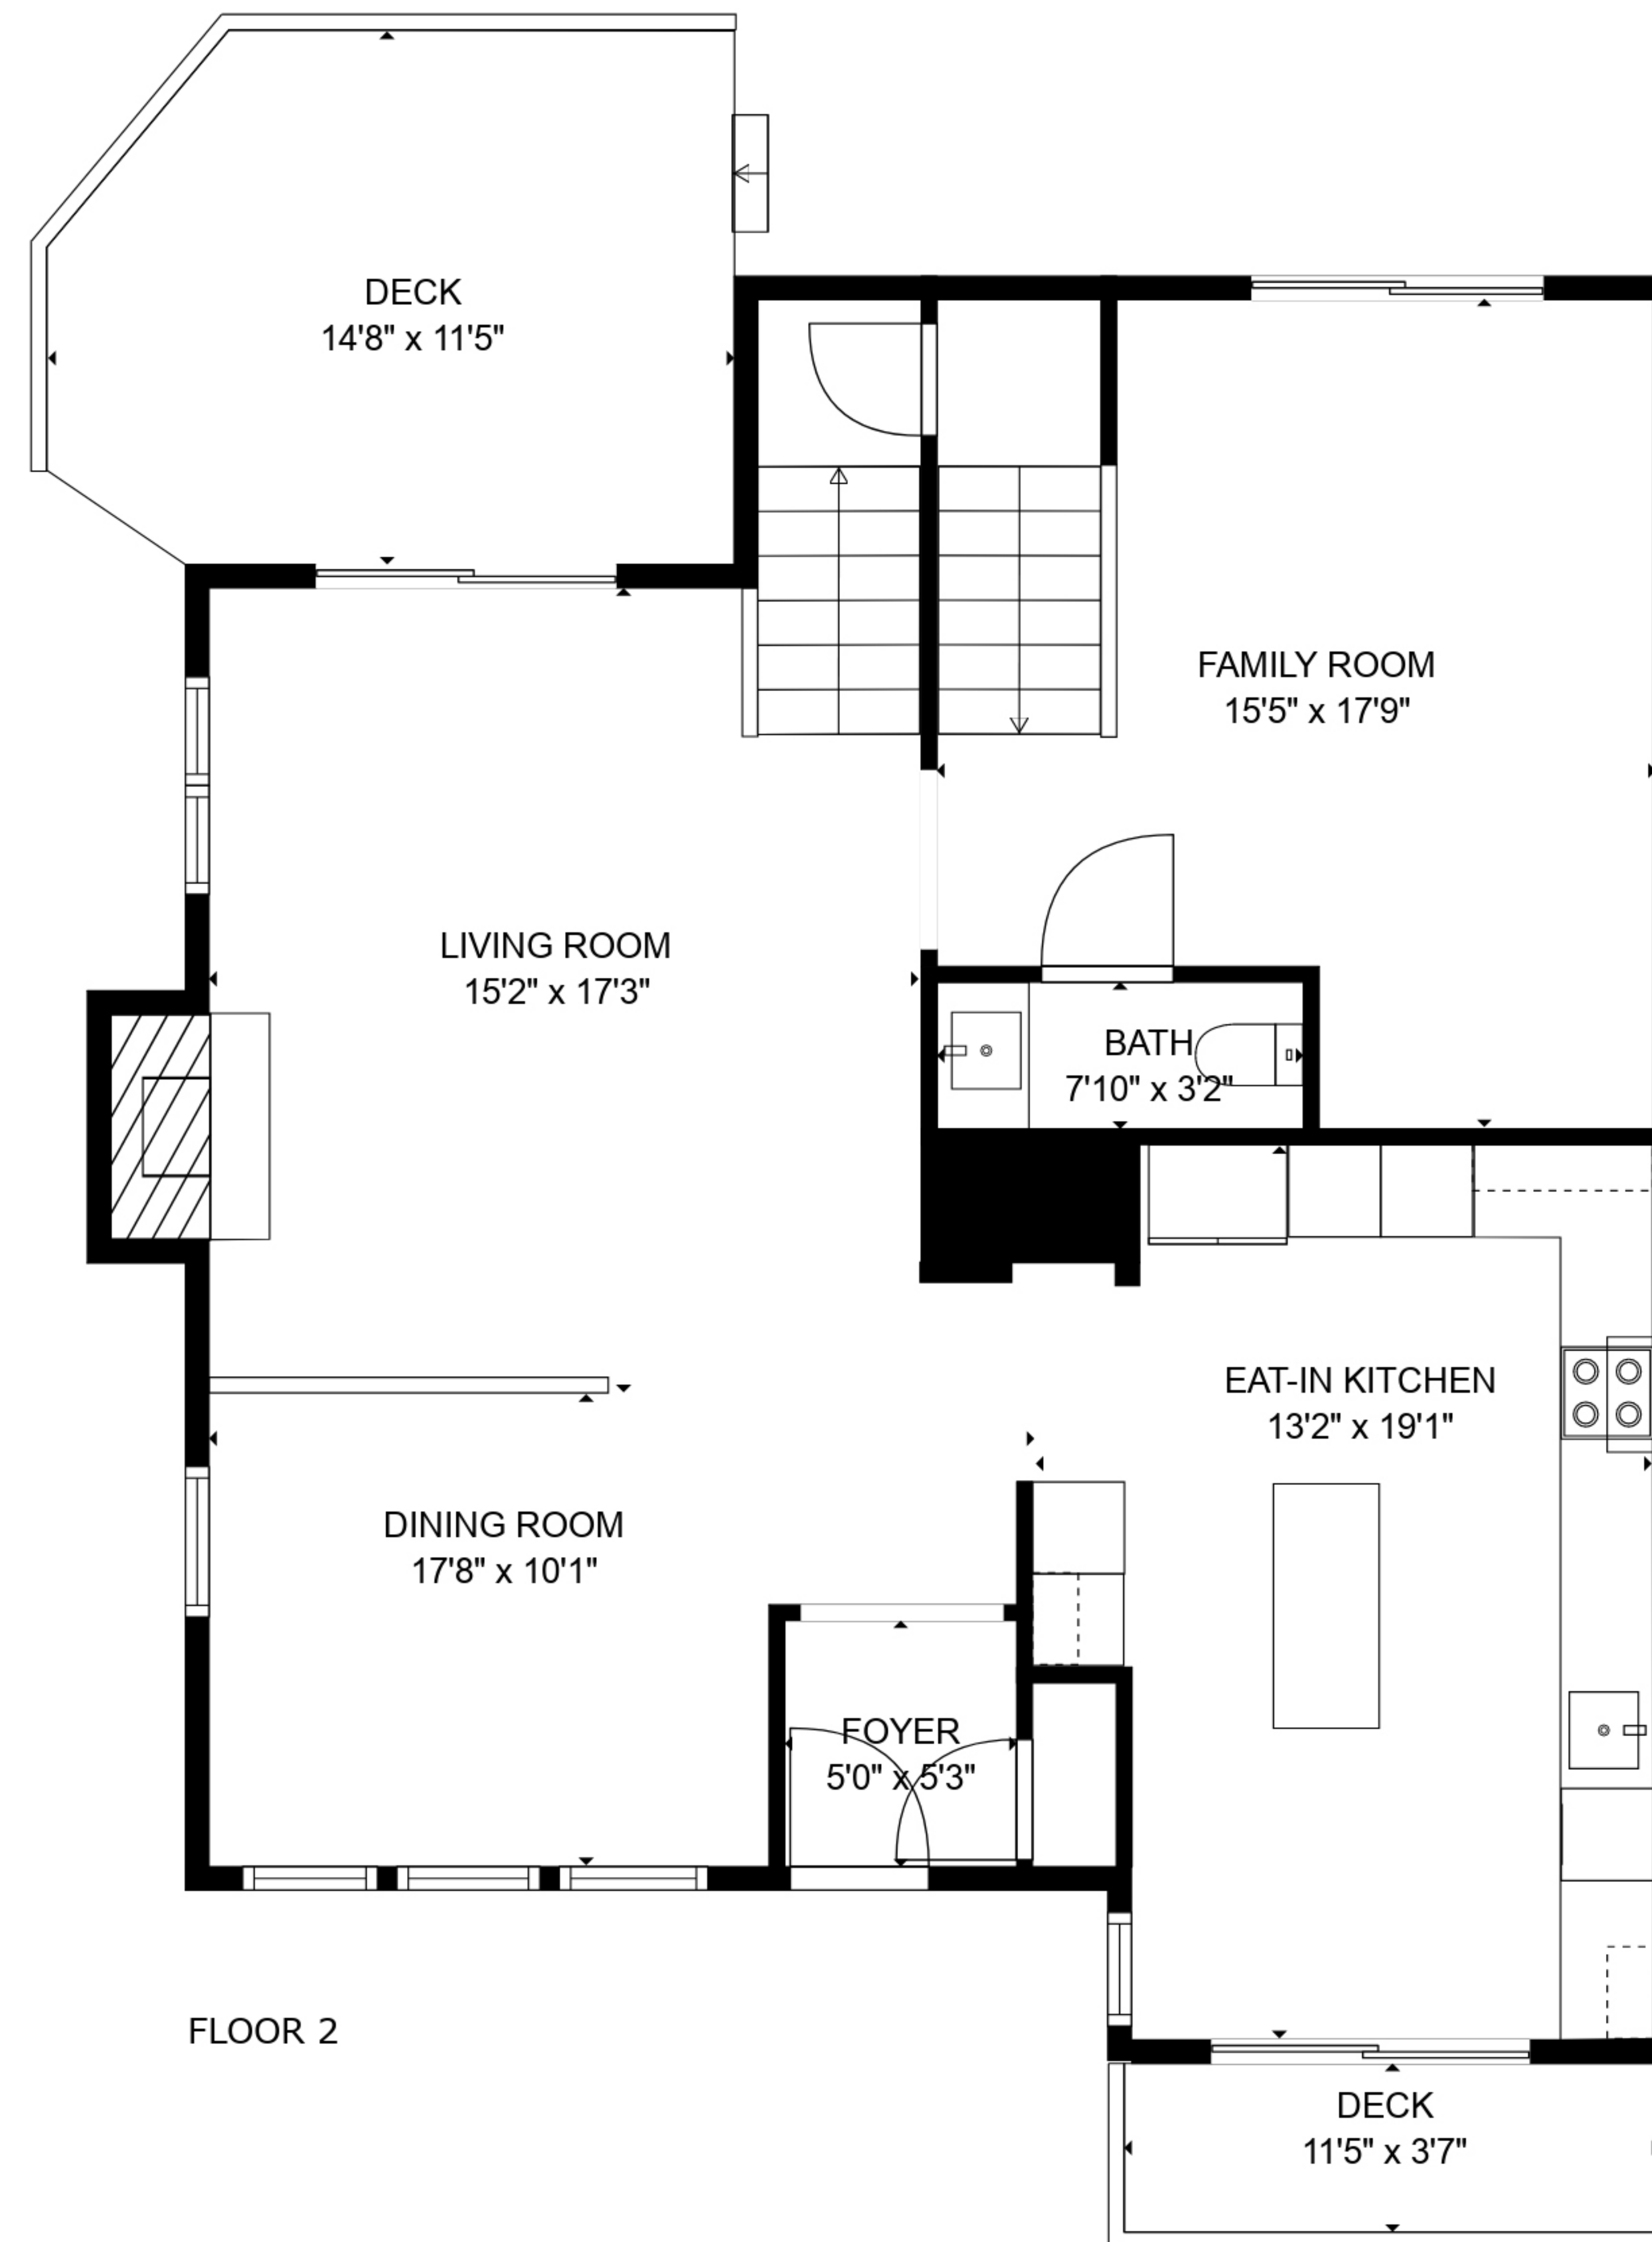 DECK
14'8" x 11'5"
FAMILY ROOM
15'5" x 17'9"
LIVING ROOM
15'2" x 17'3"
BATH
7'10" x 3'2"
EAT-IN KITCHEN
13'2" x 19'1"
DINING ROOM
17'8" x 10'1"
FOYER
5'0" x 5'3"
FLOOR 2
DECK
11'5" x 3'7"